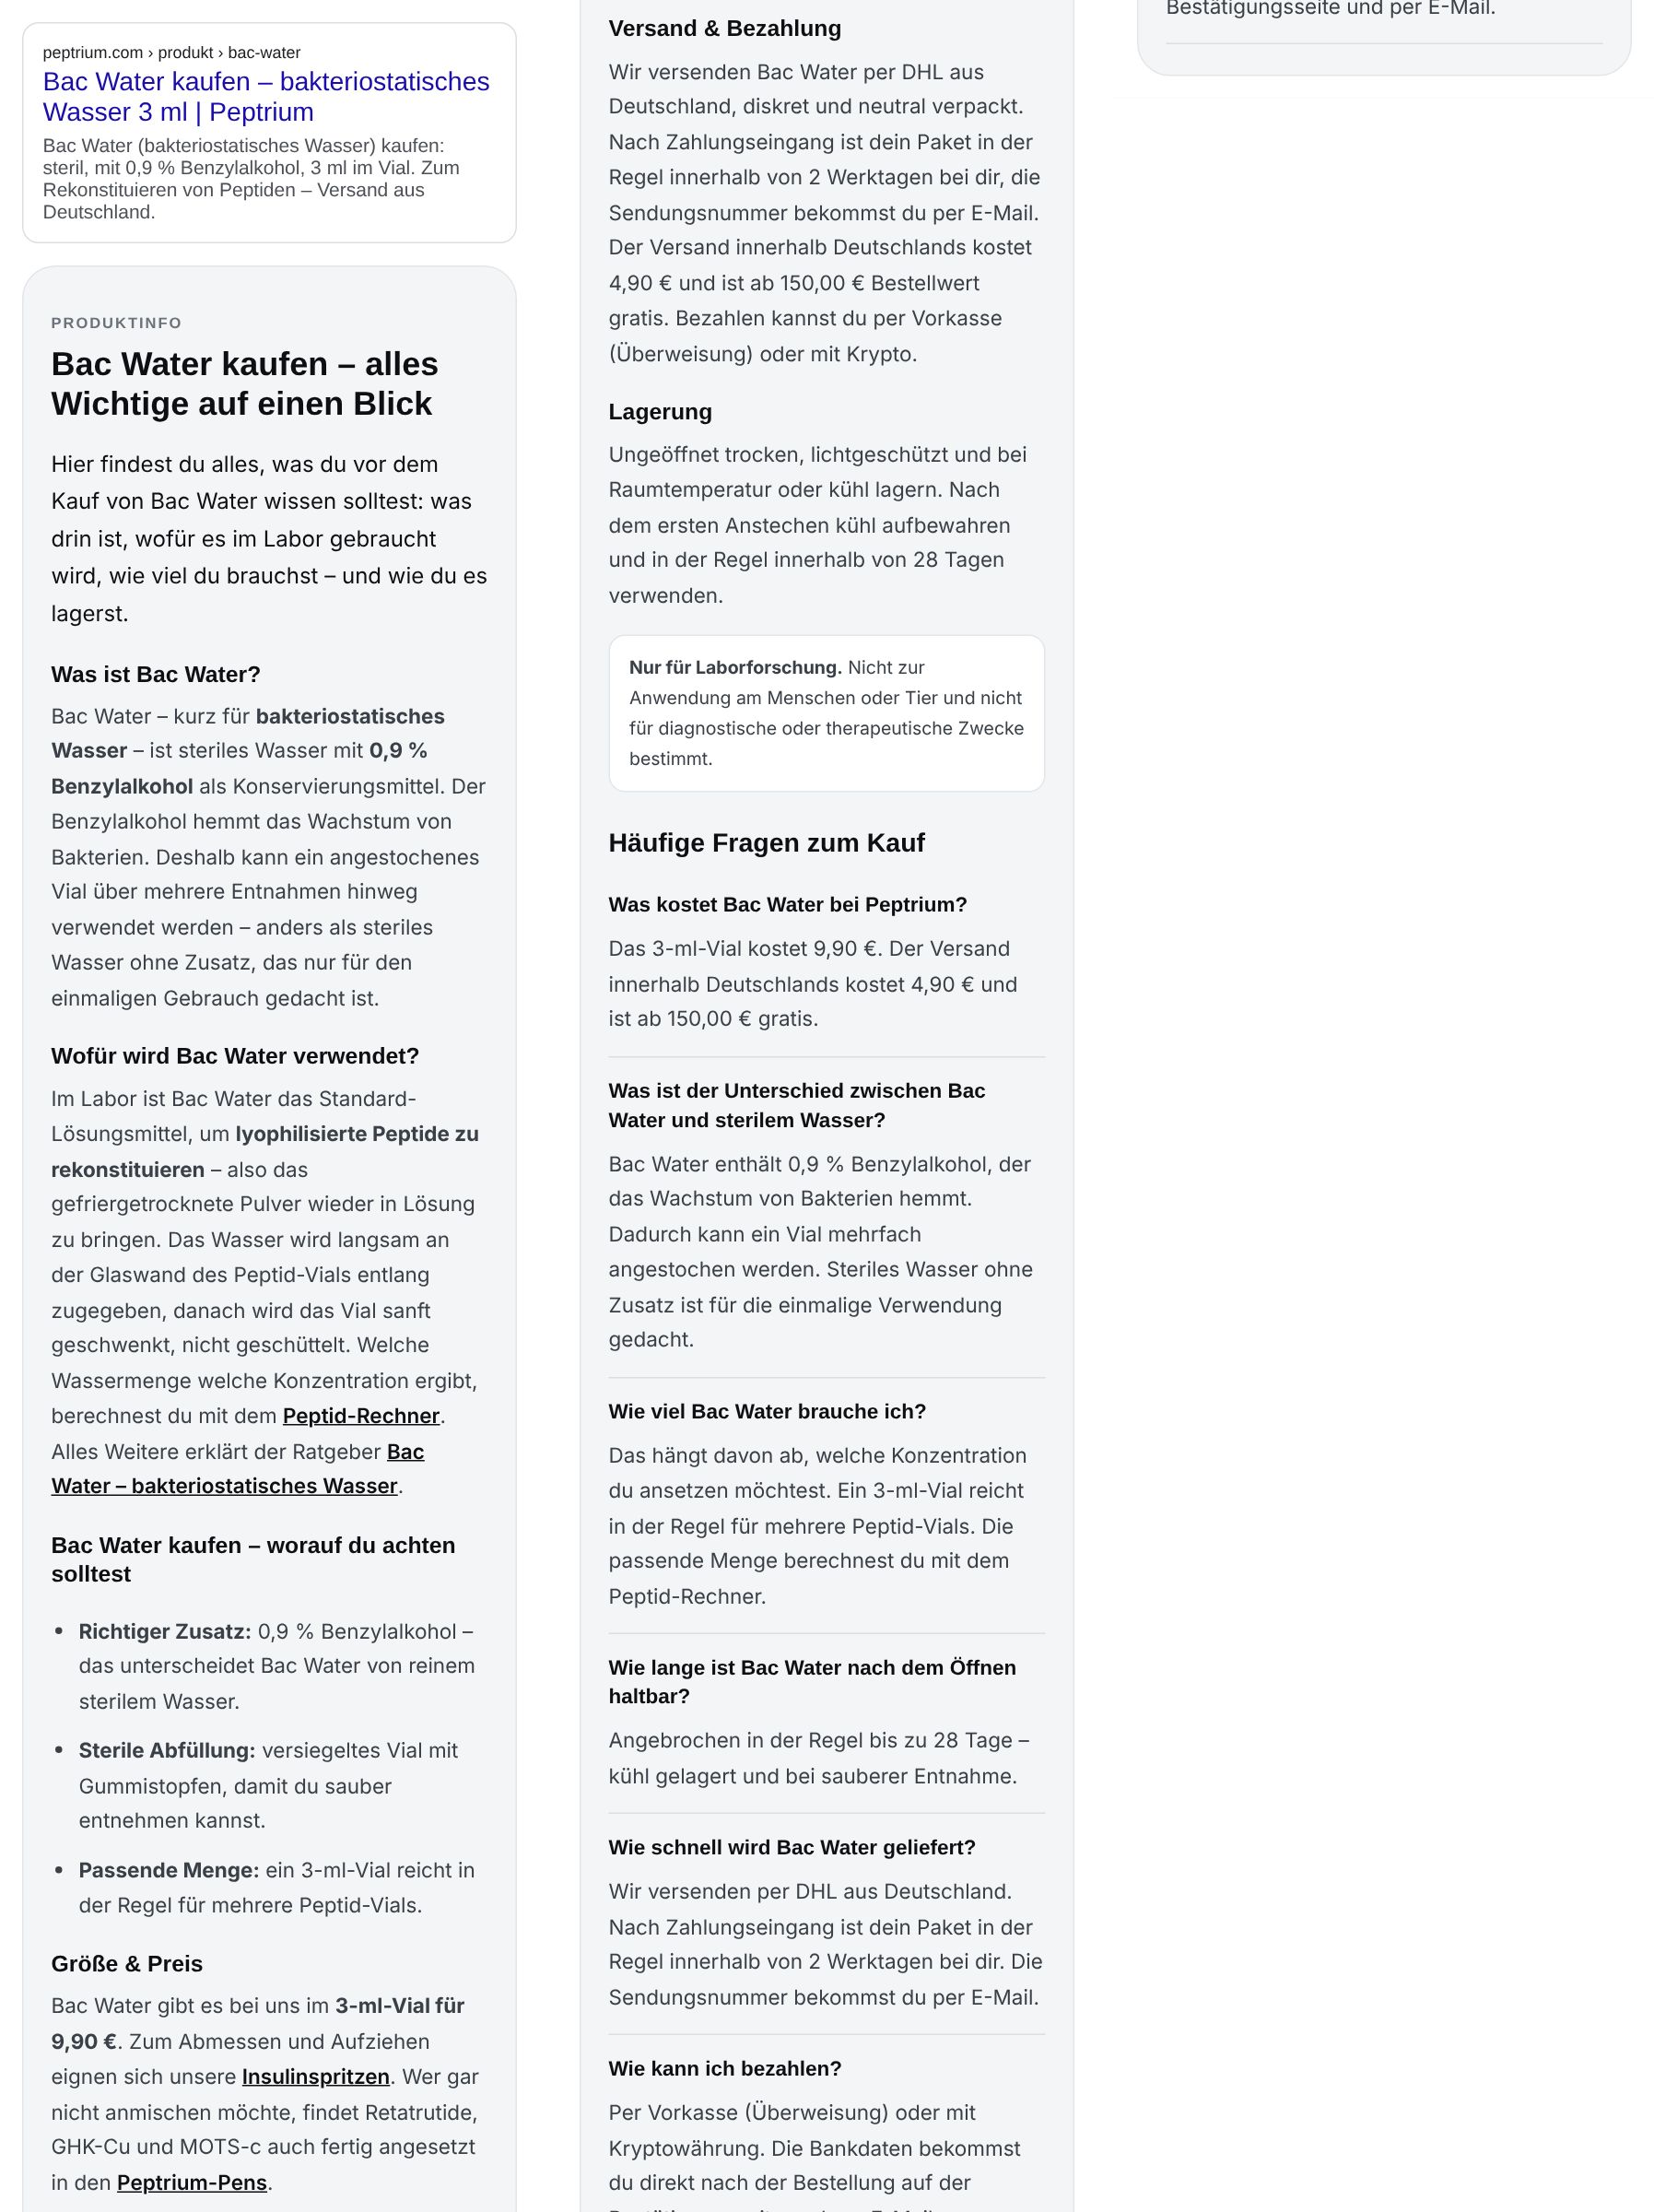 peptrium.com › produkt › bac-water
Bac Water kaufen – bakteriostatisches
Wasser 3 ml | Peptrium
Bac Water (bakteriostatisches Wasser) kaufen:
steril, mit 0,9 % Benzylalkohol, 3 ml im Vial. Zum
Rekonstituieren von Peptiden – Versand aus
Deutschland.
PRODUKTINFO
Bac Water kaufen – alles
Wichtige auf einen Blick
Hier findest du alles, was du vor dem
Kauf von Bac Water wissen solltest: was
drin ist, wofür es im Labor gebraucht
wird, wie viel du brauchst – und wie du es
lagerst.
Was ist Bac Water?
Bac Water – kurz für bakteriostatisches
Wasser – ist steriles Wasser mit 0,9 %
Benzylalkohol als Konservierungsmittel. Der
Benzylalkohol hemmt das Wachstum von
Bakterien. Deshalb kann ein angestochenes
Vial über mehrere Entnahmen hinweg
verwendet werden – anders als steriles
Wasser ohne Zusatz, das nur für den
einmaligen Gebrauch gedacht ist.
Wofür wird Bac Water verwendet?
Im Labor ist Bac Water das Standard-
Lösungsmittel, um lyophilisierte Peptide zu
rekonstituieren – also das
gefriergetrocknete Pulver wieder in Lösung
zu bringen. Das Wasser wird langsam an
der Glaswand des Peptid-Vials entlang
zugegeben, danach wird das Vial sanft
geschwenkt, nicht geschüttelt. Welche
Wassermenge welche Konzentration ergibt,
berechnest du mit dem Peptid-Rechner.
Alles Weitere erklärt der Ratgeber Bac
Water – bakteriostatisches Wasser.
Bac Water kaufen – worauf du achten
solltest
• Richtiger Zusatz: 0,9 % Benzylalkohol –
das unterscheidet Bac Water von reinem
sterilem Wasser.
• Sterile Abfüllung: versiegeltes Vial mit
Gummistopfen, damit du sauber
entnehmen kannst.
• Passende Menge: ein 3-ml-Vial reicht in
der Regel für mehrere Peptid-Vials.
Größe & Preis
Bac Water gibt es bei uns im 3-ml-Vial für
9,90 €. Zum Abmessen und Aufziehen
eignen sich unsere Insulinspritzen. Wer gar
nicht anmischen möchte, findet Retatrutide,
GHK-Cu und MOTS-c auch fertig angesetzt
in den Peptrium-Pens.
Versand & Bezahlung
Wir versenden Bac Water per DHL aus
Deutschland, diskret und neutral verpackt.
Nach Zahlungseingang ist dein Paket in der
Regel innerhalb von 2 Werktagen bei dir, die
Sendungsnummer bekommst du per E-Mail.
Der Versand innerhalb Deutschlands kostet
4,90 € und ist ab 150,00 € Bestellwert
gratis. Bezahlen kannst du per Vorkasse
(Überweisung) oder mit Krypto.
Lagerung
Ungeöffnet trocken, lichtgeschützt und bei
Raumtemperatur oder kühl lagern. Nach
dem ersten Anstechen kühl aufbewahren
und in der Regel innerhalb von 28 Tagen
verwenden.
Nur für Laborforschung. Nicht zur
Anwendung am Menschen oder Tier und nicht
für diagnostische oder therapeutische Zwecke
bestimmt.
Häufige Fragen zum Kauf
Was kostet Bac Water bei Peptrium?
Das 3-ml-Vial kostet 9,90 €. Der Versand
innerhalb Deutschlands kostet 4,90 € und
ist ab 150,00 € gratis.
Was ist der Unterschied zwischen Bac
Water und sterilem Wasser?
Bac Water enthält 0,9 % Benzylalkohol, der
das Wachstum von Bakterien hemmt.
Dadurch kann ein Vial mehrfach
angestochen werden. Steriles Wasser ohne
Zusatz ist für die einmalige Verwendung
gedacht.
Wie viel Bac Water brauche ich?
Das hängt davon ab, welche Konzentration
du ansetzen möchtest. Ein 3-ml-Vial reicht
in der Regel für mehrere Peptid-Vials. Die
passende Menge berechnest du mit dem
Peptid-Rechner.
Wie lange ist Bac Water nach dem Öffnen
haltbar?
Angebrochen in der Regel bis zu 28 Tage –
kühl gelagert und bei sauberer Entnahme.
Wie schnell wird Bac Water geliefert?
Wir versenden per DHL aus Deutschland.
Nach Zahlungseingang ist dein Paket in der
Regel innerhalb von 2 Werktagen bei dir. Die
Sendungsnummer bekommst du per E-Mail.
Wie kann ich bezahlen?
Per Vorkasse (Überweisung) oder mit
Kryptowährung. Die Bankdaten bekommst
du direkt nach der Bestellung auf der
Bestätigungsseite und per E-Mail.